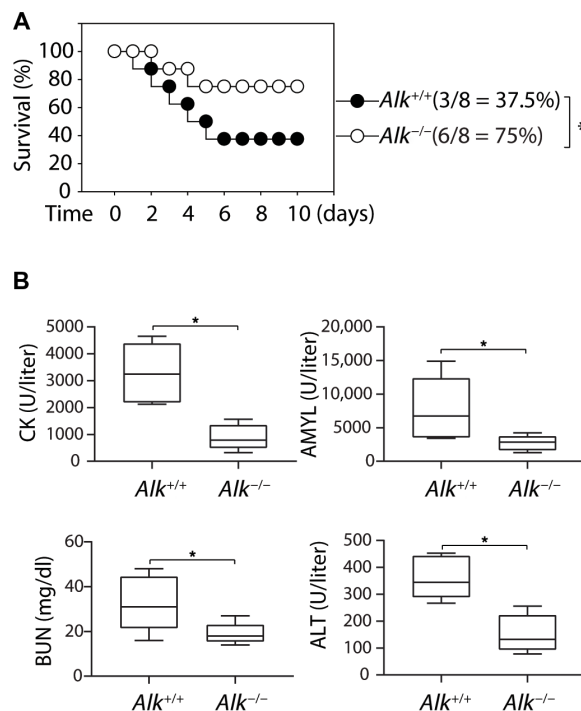 A
Survival (%)
100
80
60
40
20
0
Time 0 2 4 6 8 10 (days)
Alk+/+ (3/8 = 37.5%)
Alk−/− (6/8 = 75%)
*
B
CK (U/liter)
5000
4000
3000
2000
1000
0
*
Alk+/+ Alk−/−
AMYL (U/liter)
20,000
15,000
10,000
5000
0
*
Alk+/+ Alk−/−
BUN (mg/dl)
60
40
20
0
*
Alk+/+ Alk−/−
ALT (U/liter)
500
400
300
200
100
0
*
Alk+/+ Alk−/−